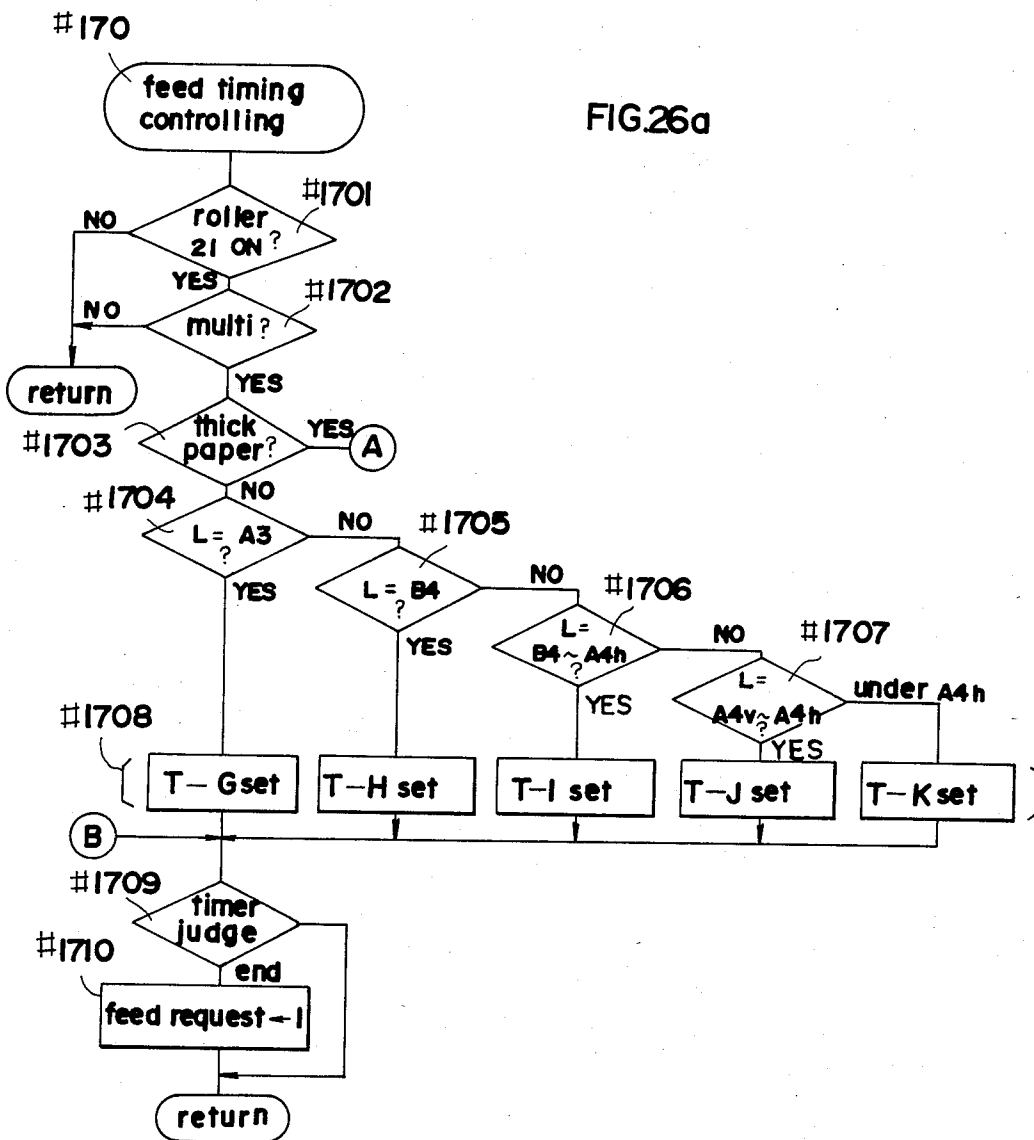 #170
feed timing
controlling
FIG.26a
#1701
roller
21 ON?
NO
YES
#1702
multi?
NO
YES
return
#1703
thick
paper?
YES
A
NO
#1704
L= A3
?
NO
YES
#1705
L= B4
?
NO
YES
#1706
L=
B4~A4h
?
NO
YES
#1707
L=
A4v~A4h
?
under A4h
YES
#1708
T-G set
T-H set
T-I set
T-J set
T-K set
B
#1709
timer
judge
end
#1710
feed request←1
return